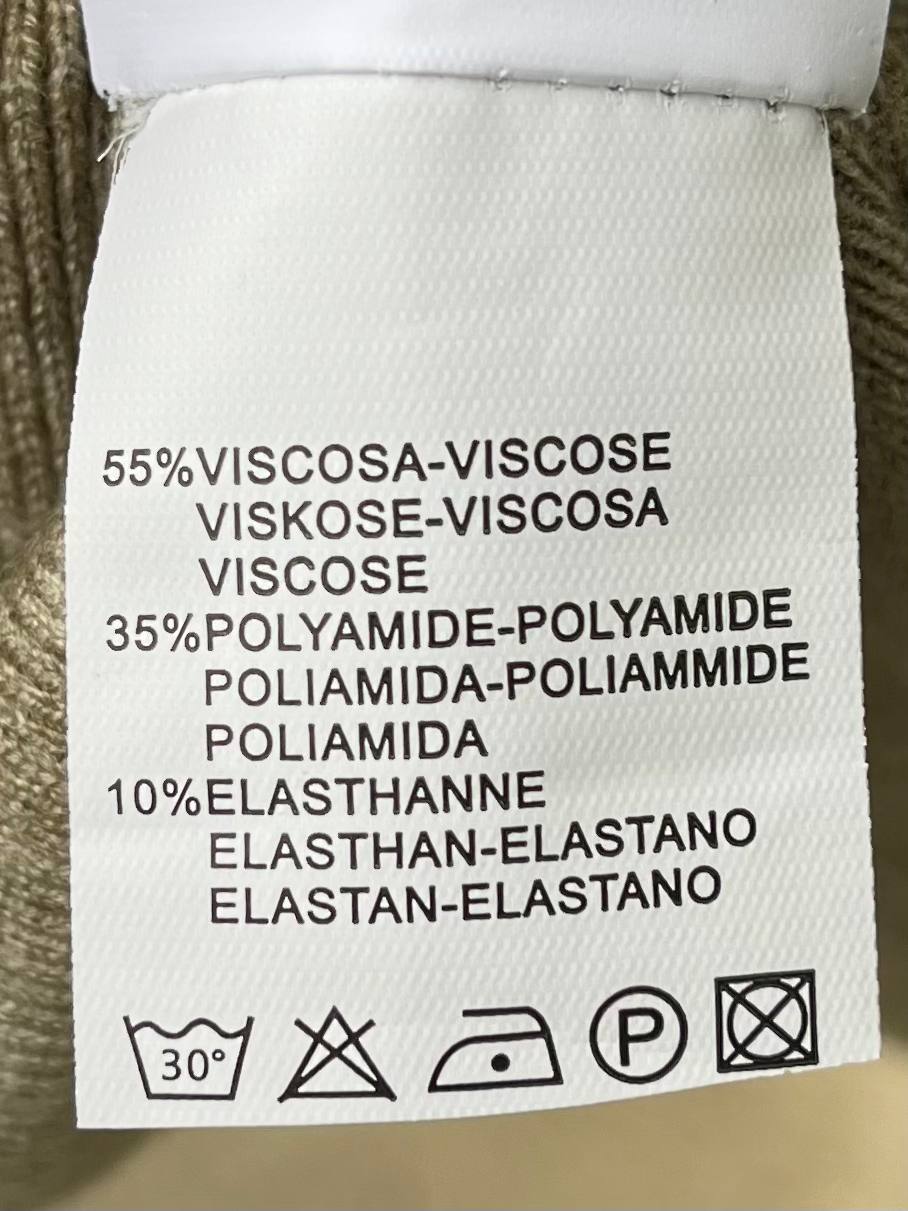 55%VISCOSA-VISCOSE
VISKOSE-VISCOSA
VISCOSE
35%POLYAMIDE-POLYAMIDE
POLIAMIDA-POLIAMMIDE
POLIAMIDA
10%ELASTHANNE
ELASTHAN-ELASTANO
ELASTAN-ELASTANO
30° P